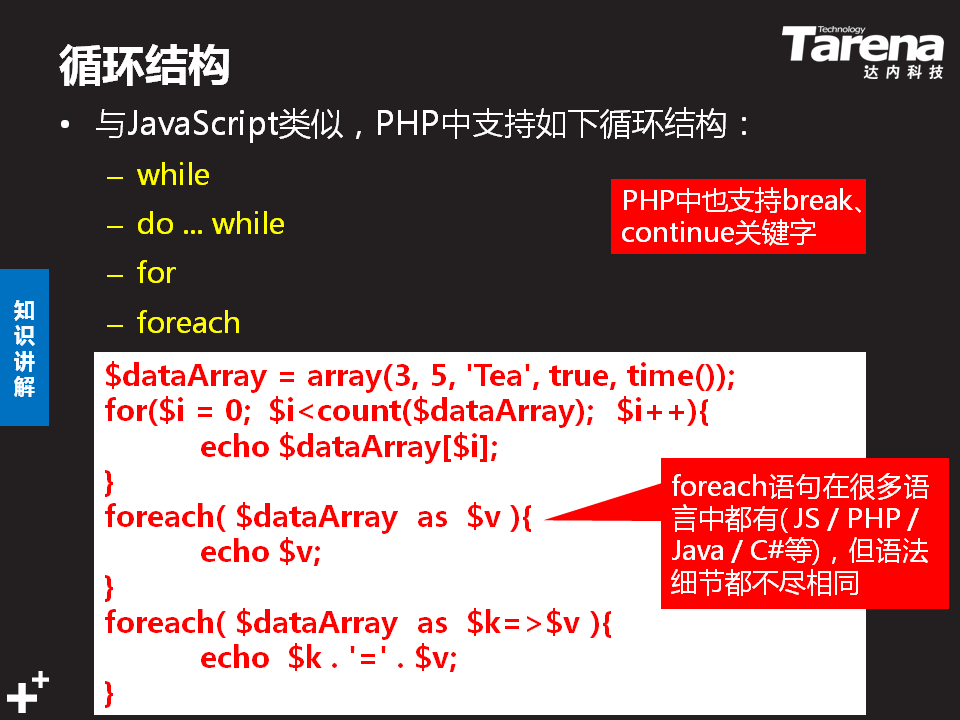 循环结构
Technology
Tarena
达内科技
• 与JavaScript类似，PHP中支持如下循环结构：
– while
– do ... while
– for
– foreach
PHP中也支持break、
continue关键字
知识讲解
$dataArray = array(3, 5, 'Tea', true, time());
for($i = 0;  $i<count($dataArray);  $i++){
echo $dataArray[$i];
}
foreach( $dataArray  as  $v ){
echo $v;
}
foreach( $dataArray  as  $k=>$v ){
echo  $k . '=' . $v;
}
foreach语句在很多语
言中都有( JS / PHP /
Java / C#等)，但语法
细节都不尽相同